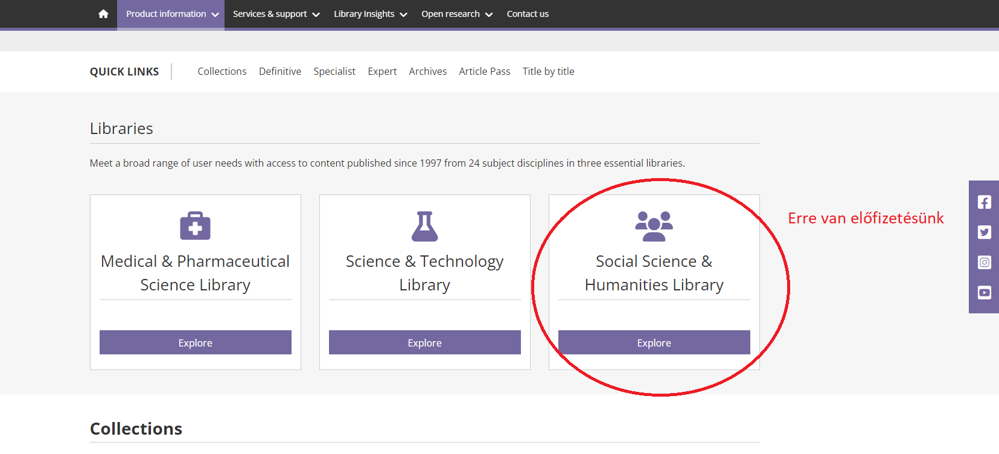 Product information Services & support Library Insights Open research Contact us
QUICK LINKS Collections Definitive Specialist Expert Archives Article Pass Title by title
Libraries
Meet a broad range of user needs with access to content published since 1997 from 24 subject disciplines in three essential libraries.
Medical & Pharmaceutical
Science Library
Explore
Science & Technology
Library
Explore
Social Science &
Humanities Library
Explore
Erre van előfizetésünk
Collections